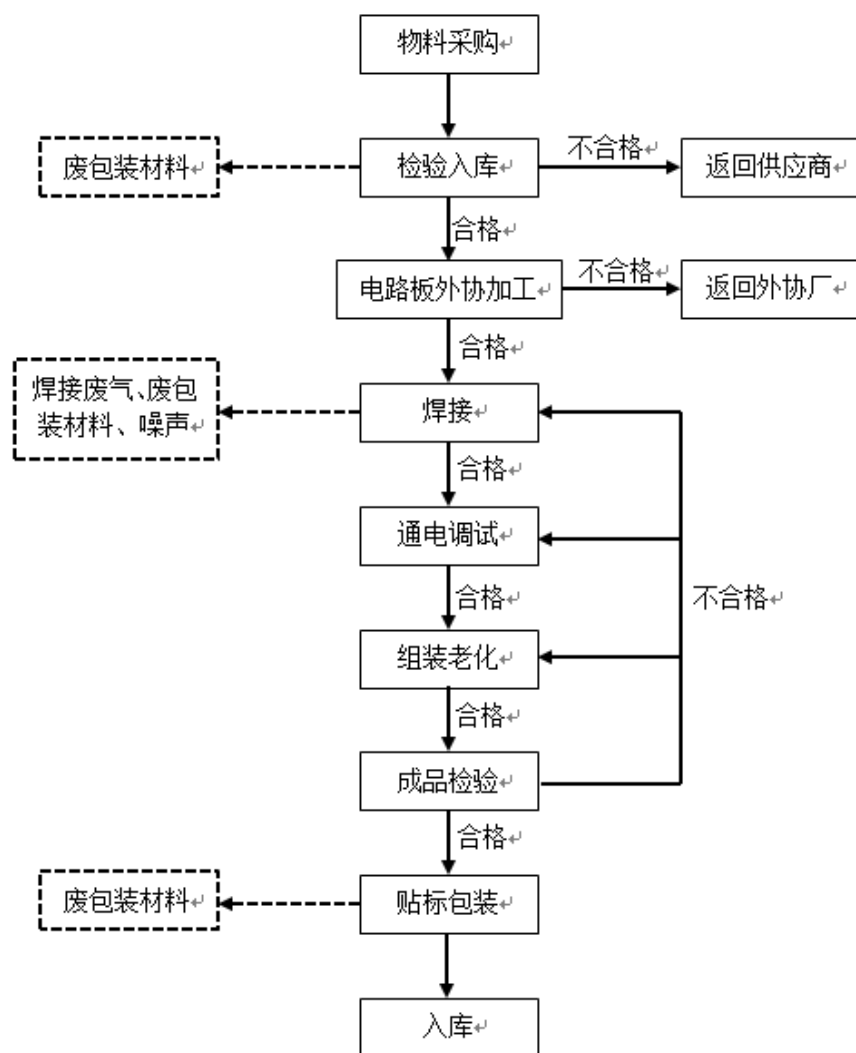 物料采购
废包装材料
检验入库
不合格
返回供应商
合格
电路板外协加工
不合格
返回外协厂
合格
焊接废气、废包
装材料、噪声
焊接
合格
通电调试
合格
不合格
组装老化
合格
成品检验
合格
废包装材料
贴标包装
入库